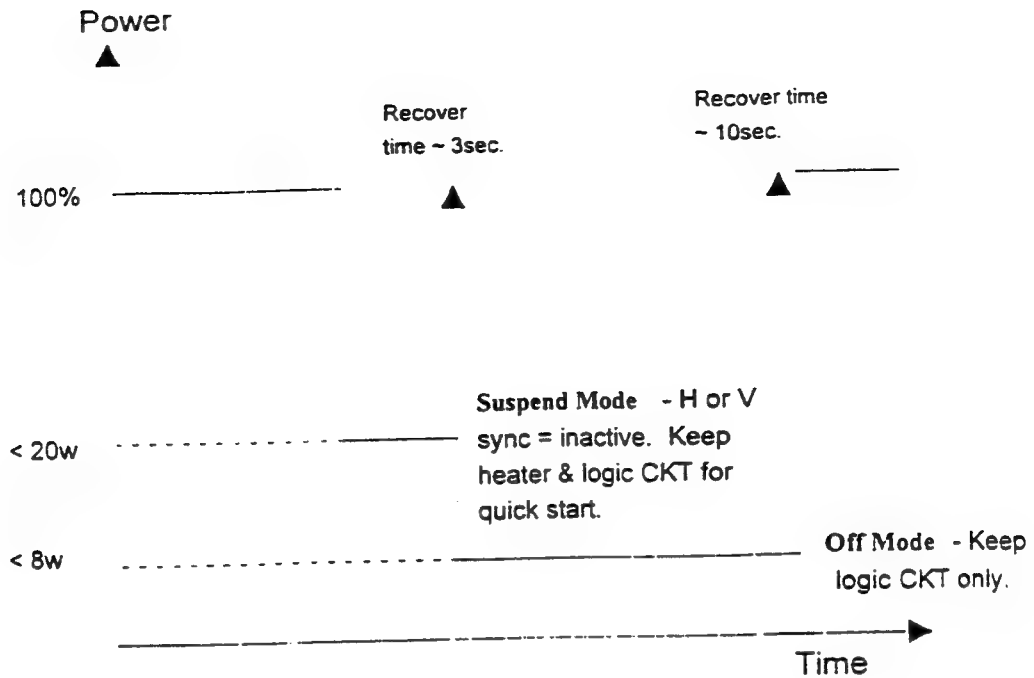 Power
Recover
time ~ 3sec.
Recover time
~ 10sec.
100%
Suspend Mode - H or V
sync = inactive. Keep
heater & logic CKT for
quick start.
< 20w
< 8w
Off Mode - Keep
logic CKT only.
Time